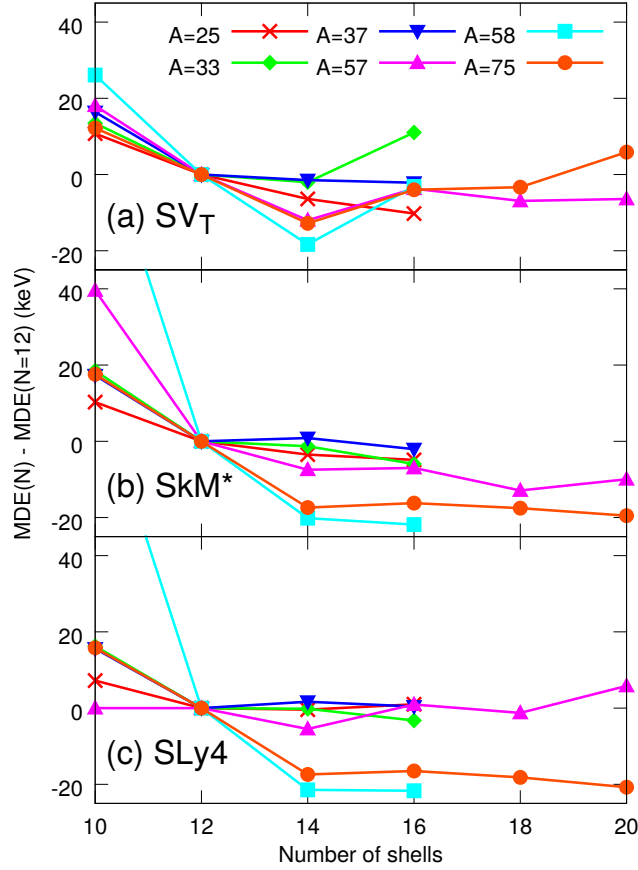 A=25 A=37 A=58
A=33 A=57 A=75
40
20
0
-20
(a) SV_T
40
20
0
-20
(b) SkM*
40
20
0
-20
(c) SLy4
10 12 14 16 18 20
Number of shells
MDE(N) - MDE(N=12) (keV)